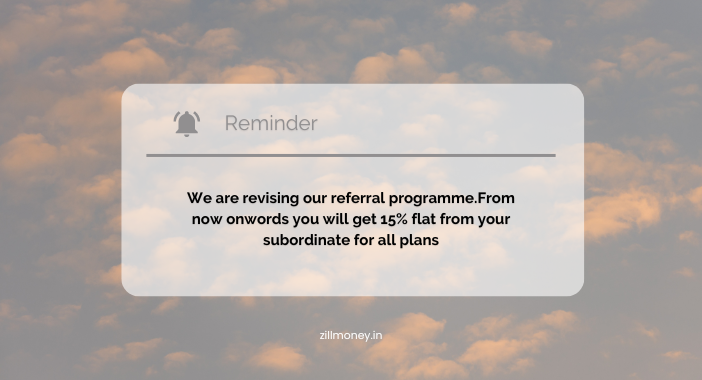 Reminder
We are revising our referral programme.From
now onwords you will get 15% flat from your
subordinate for all plans
zillmoney.in